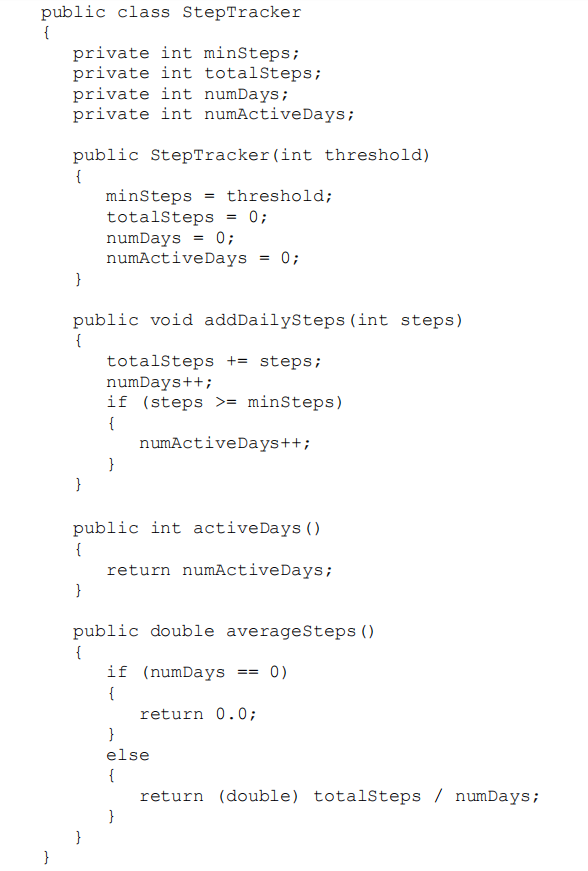 public class StepTracker
{
private int minSteps;
private int totalSteps;
private int numDays;
private int numActiveDays;
public StepTracker(int threshold)
{
minSteps = threshold;
totalSteps = 0;
numDays = 0;
numActiveDays = 0;
}
public void addDailySteps(int steps)
{
totalSteps += steps;
numDays++;
if (steps >= minSteps)
{
numActiveDays++;
}
}
public int activeDays()
{
return numActiveDays;
}
public double averageSteps()
{
if (numDays == 0)
{
return 0.0;
}
else
{
return (double) totalSteps / numDays;
}
}
}